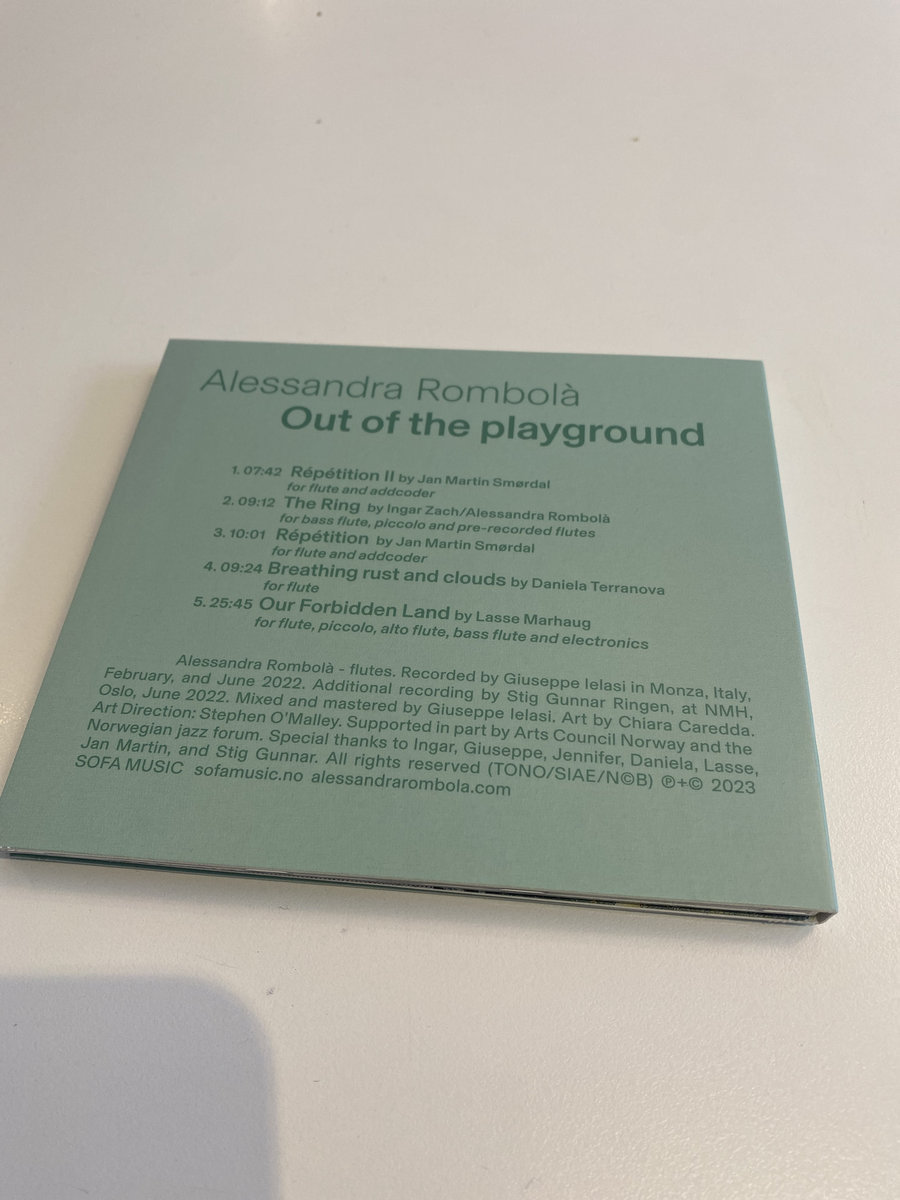 Alessandra Rombolà
Out of the playground
1. 07:42 Répétition II by Jan Martin Smørdal
for flute and addcoder
2. 09:12 The Ring by Ingar Zach/Alessandra Rombolà
for bass flute, piccolo and pre-recorded flutes
3. 10:01 Répétition by Jan Martin Smørdal
for flute and addcoder
4. 09:24 Breathing rust and clouds by Daniela Terranova
for flute
5. 25:45 Our Forbidden Land by Lasse Marhaug
for flute, piccolo, alto flute, bass flute and electronics
Alessandra Rombolà - flutes. Recorded by Giuseppe Ielasi in Monza, Italy,
February, and June 2022. Additional recording by Stig Gunnar Ringen, at NMH,
Oslo, June 2022. Mixed and mastered by Giuseppe Ielasi. Art by Chiara Caredda.
Art Direction: Stephen O'Malley. Supported in part by Arts Council Norway and the
Norwegian jazz forum. Special thanks to Ingar, Giuseppe, Jennifer, Daniela, Lasse,
Jan Martin, and Stig Gunnar. All rights reserved (TONO/SIAE/N©B) ℗+© 2023
SOFA MUSIC sofamusic.no alessandrarombola.com